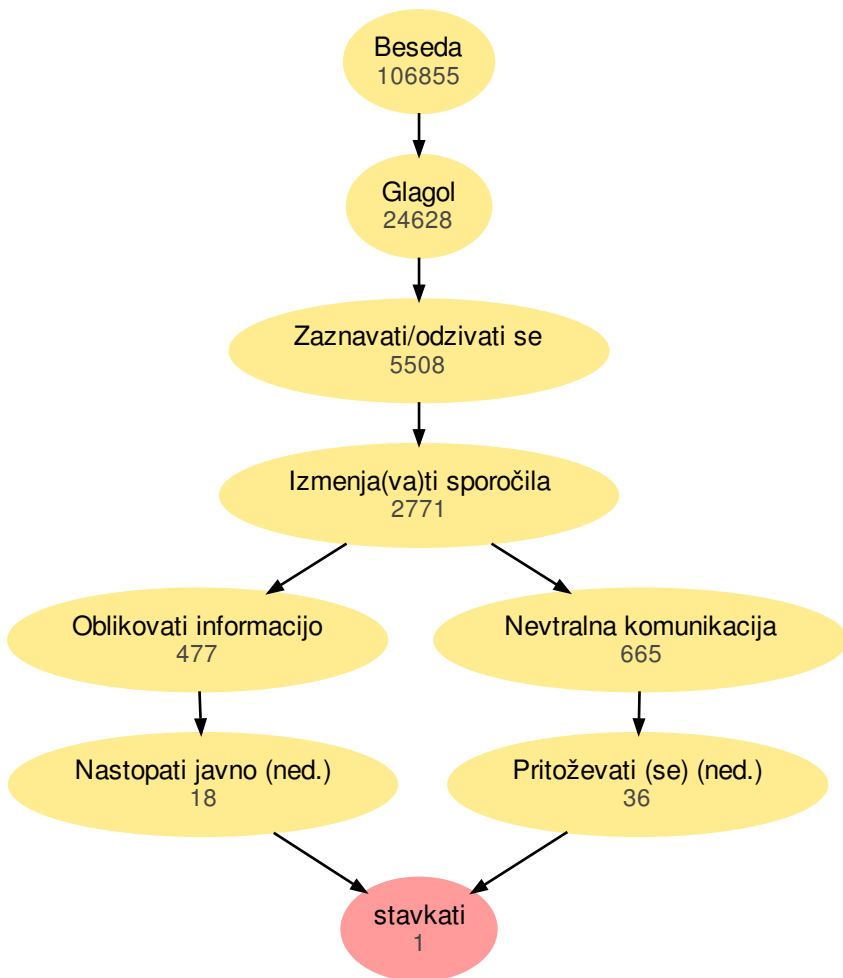 Beseda
106855
Glagol
24628
Zaznavati/odzivati se
5508
Izmenja(va)ti sporočila
2771
Oblikovati informacijo
477
Nevtralna komunikacija
665
Nastopati javno (ned.)
18
Pritoževati (se) (ned.)
36
stavkati
1